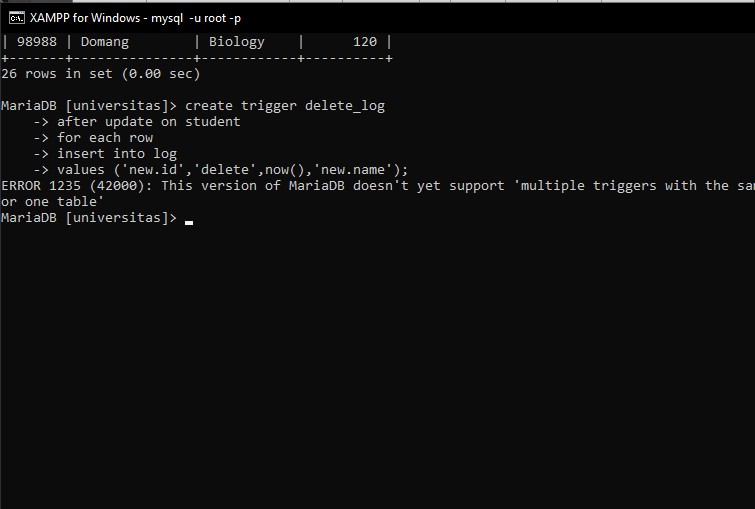 XAMPP for Windows - mysql -u root -p
| 98988 | Domang | Biology | 120 |
+-------+---------------+------------+----------+
26 rows in set (0.00 sec)
MariaDB [universitas]> create trigger delete_log
-> after update on student
-> for each row
-> insert into log
-> values ('new.id','delete',now(),'new.name');
ERROR 1235 (42000): This version of MariaDB doesn't yet support 'multiple triggers with the
or one table'
MariaDB [universitas]>